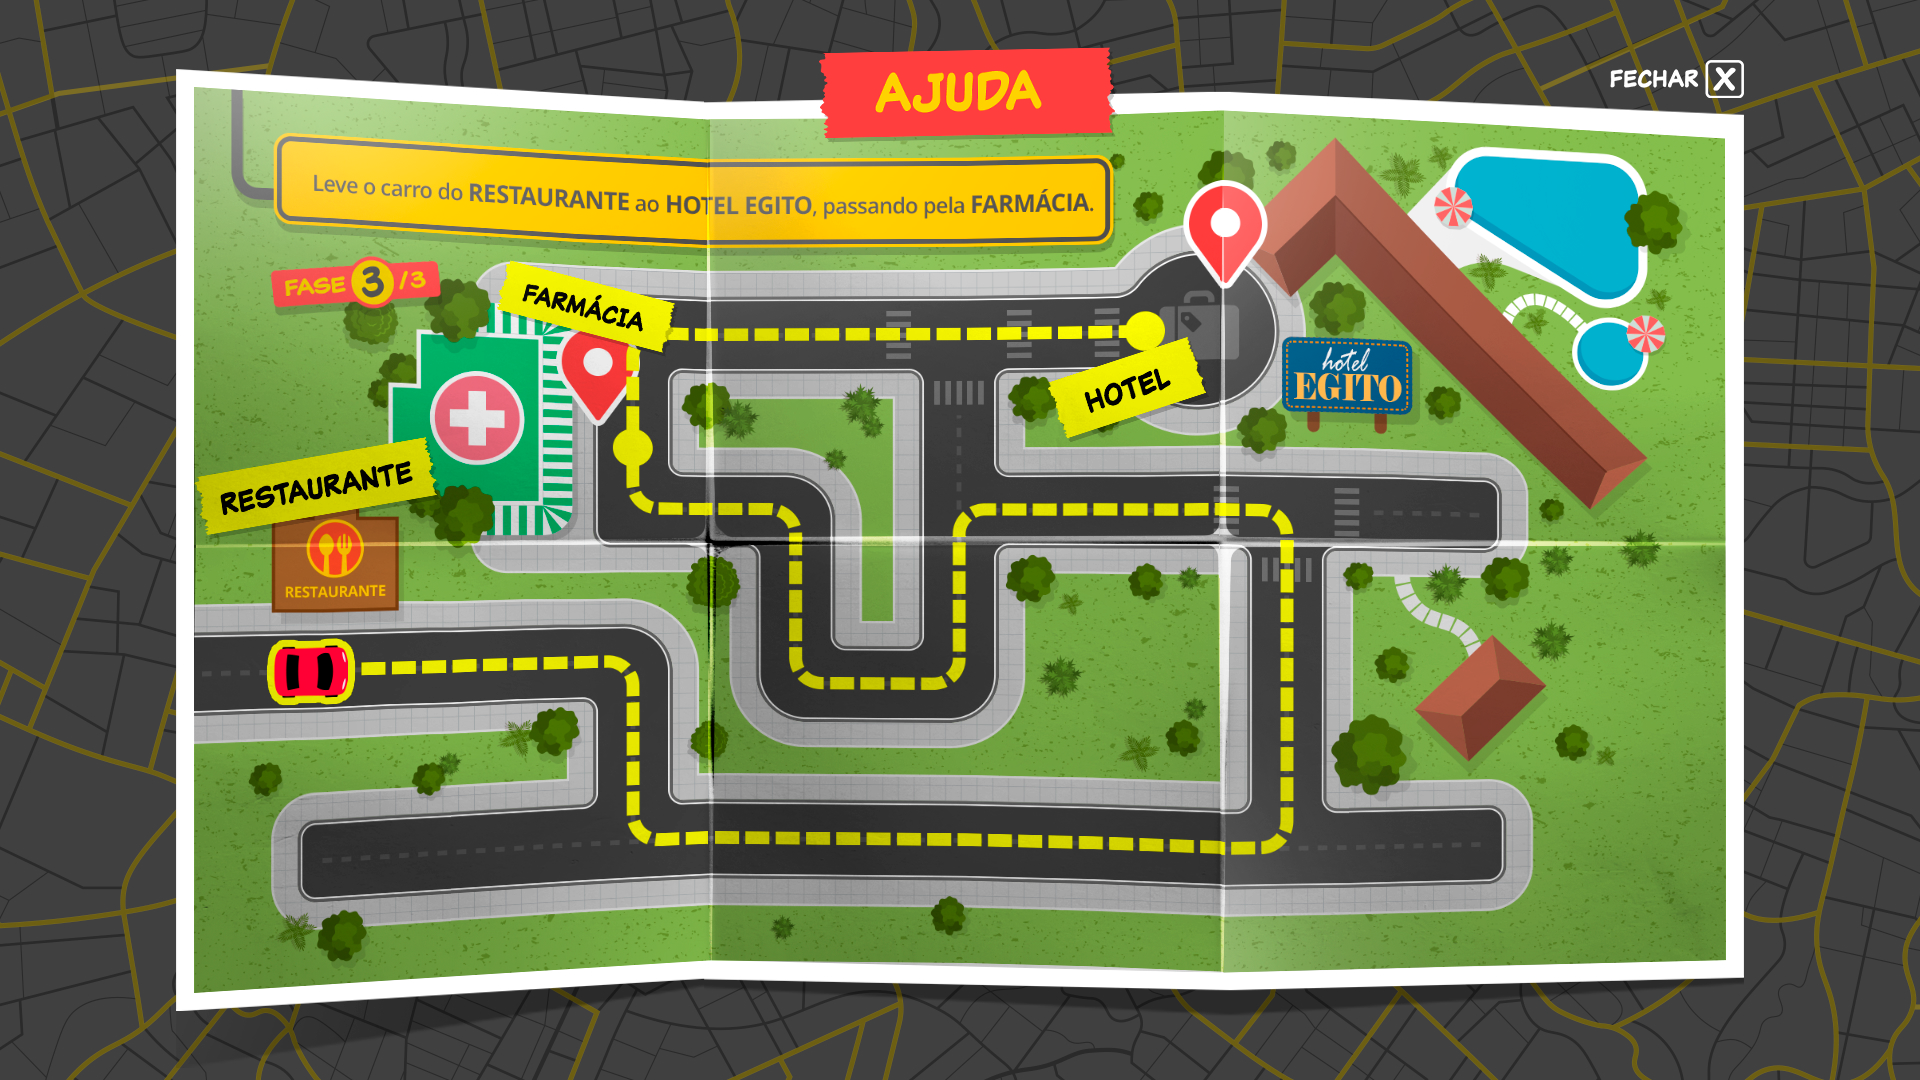 AJUDA
FECHAR X
Leve o carro do RESTAURANTE ao HOTEL EGITO, passando pela FARMÁCIA.
FASE 3 /3
FARMÁCIA
HOTEL
hotel
EGITO
RESTAURANTE
RESTAURANTE